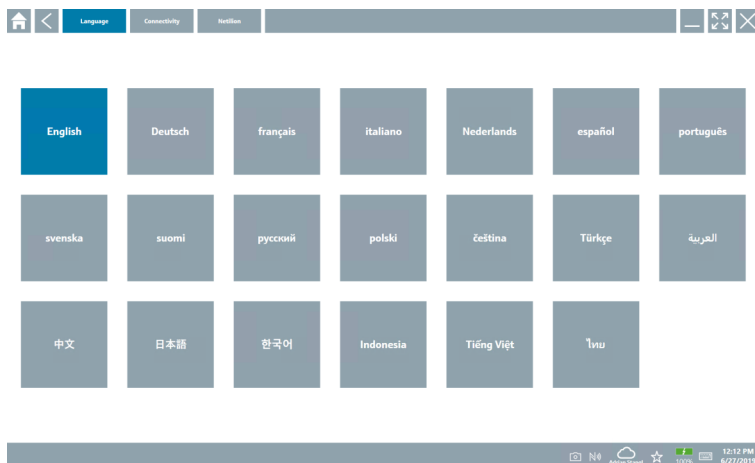 Language Connectivity Netilion
English Deutsch français italiano Nederlands español português
svenska suomi русский polski čeština Türkçe العربية
中文 日本語 한국어 Indonesia Tiếng Việt ไทย
12:12 PM
100%